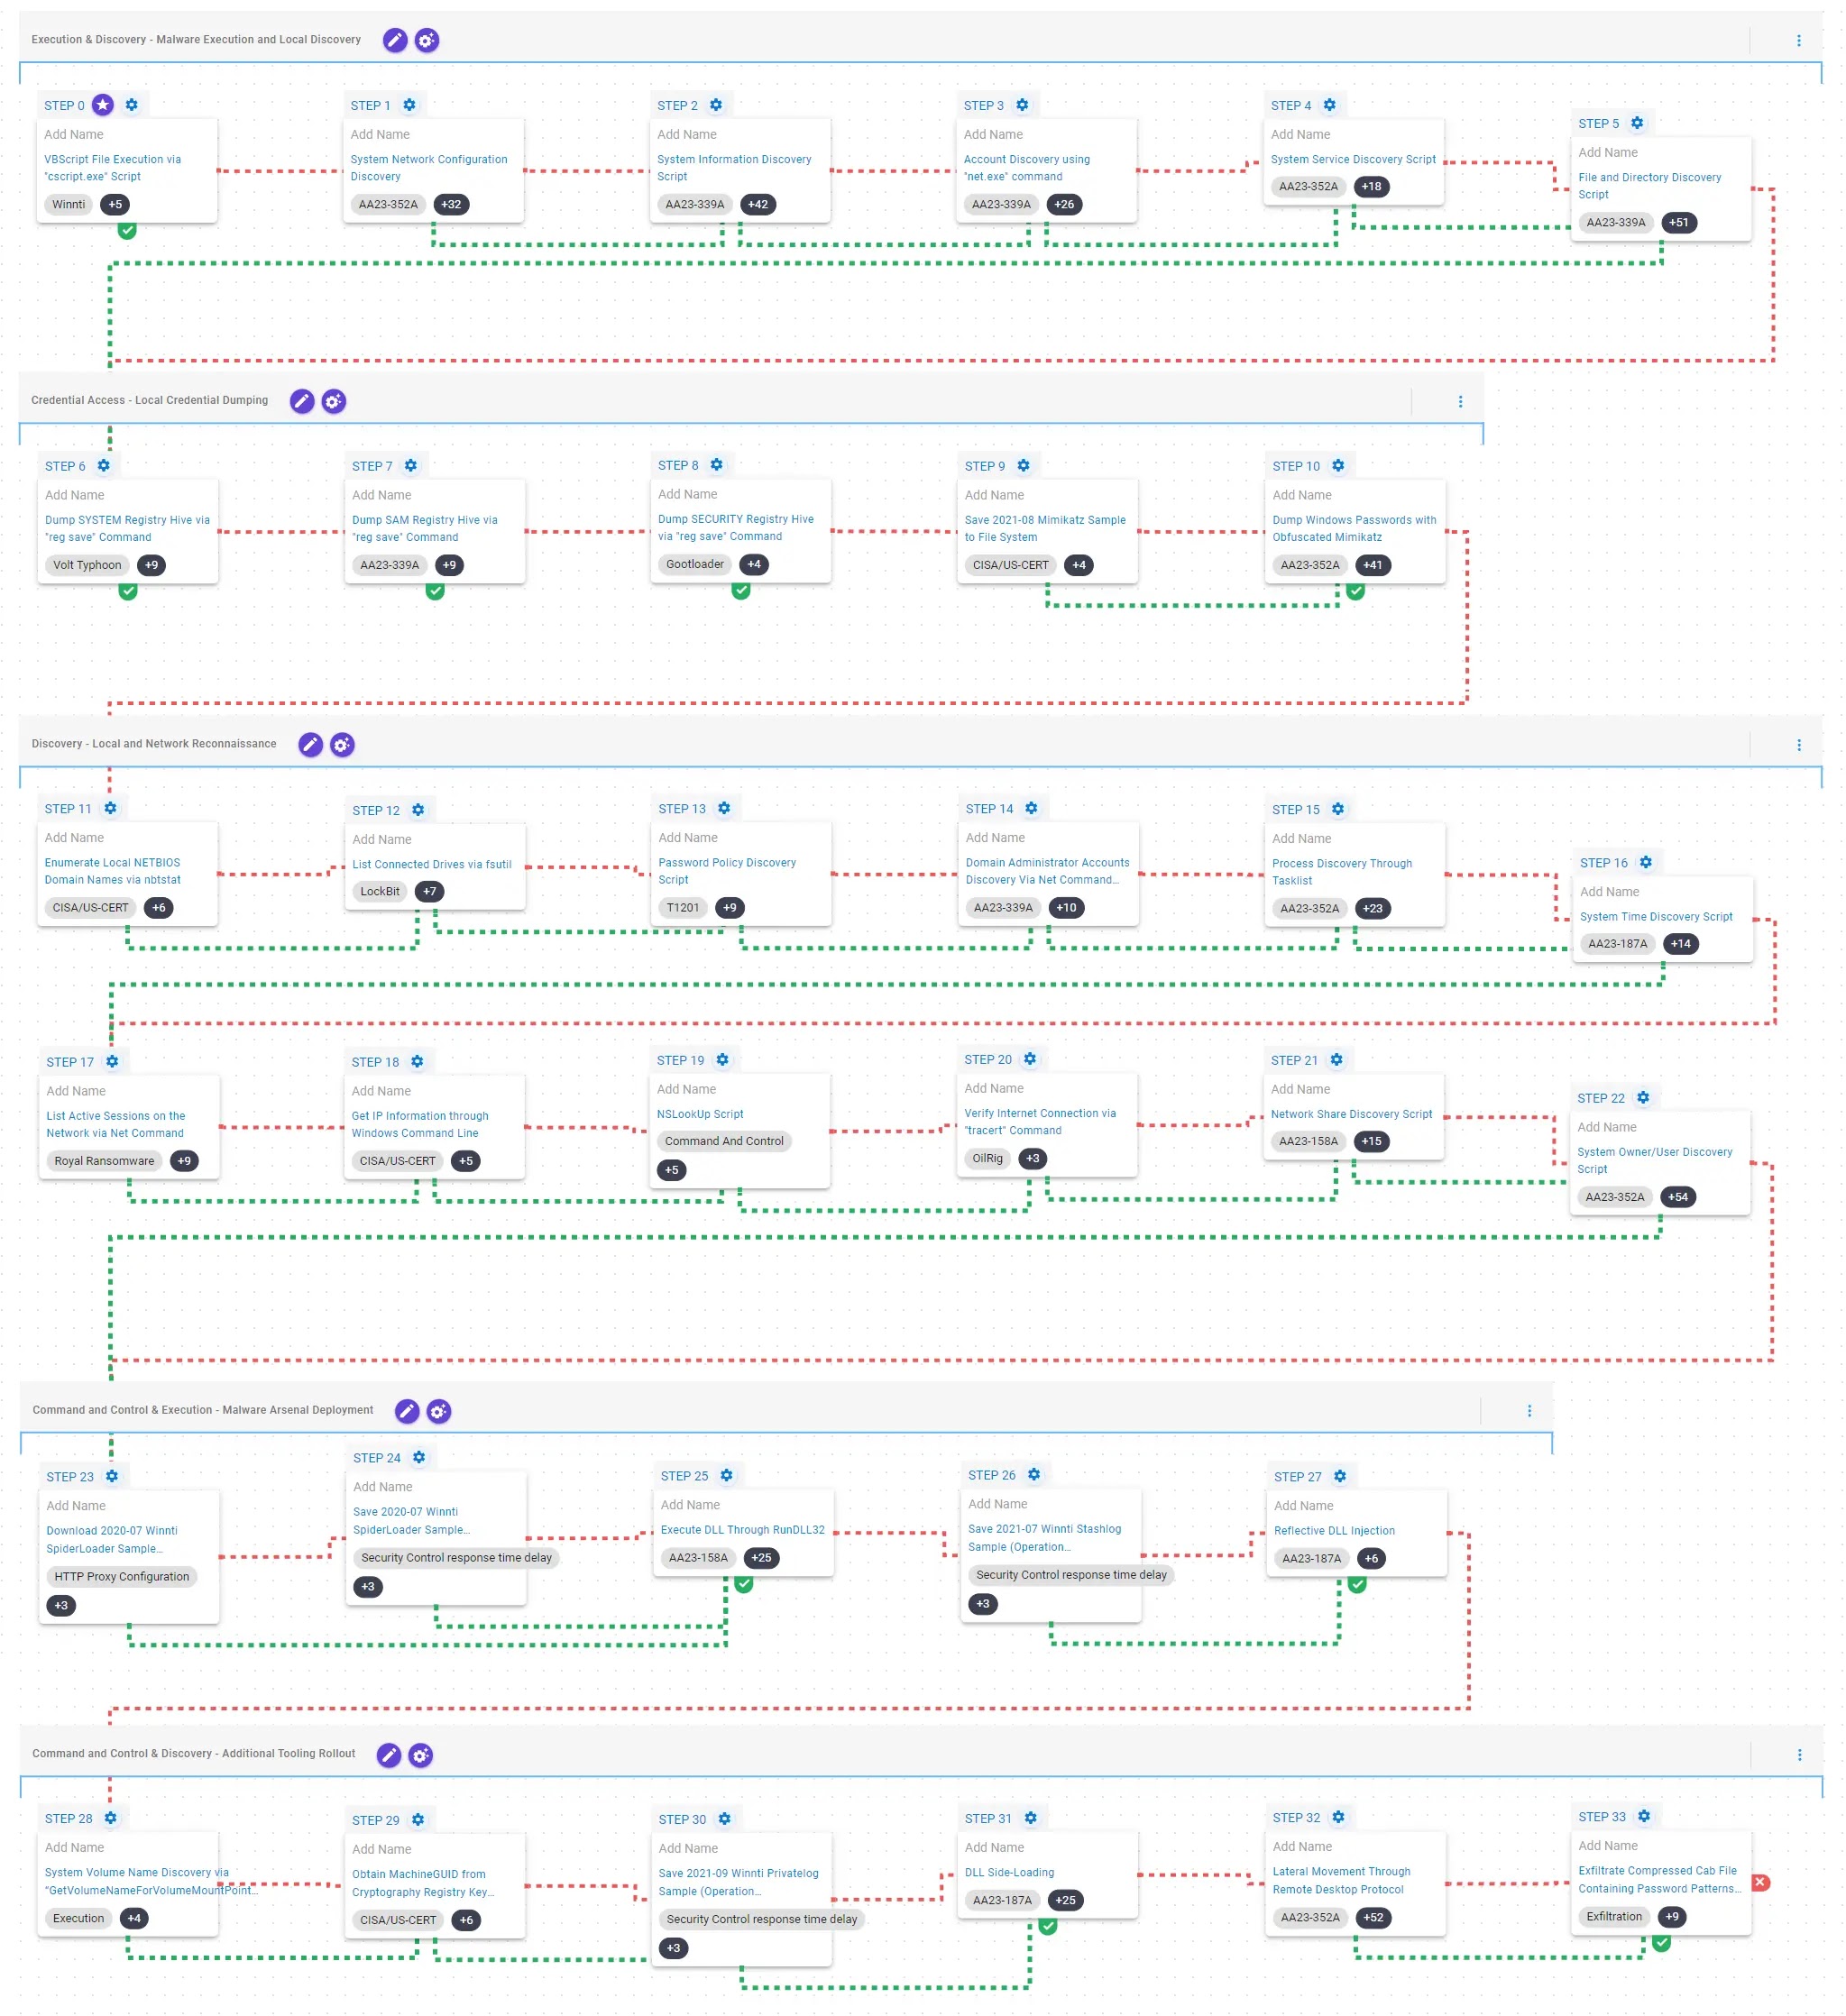 Execution & Discovery - Malware Execution and Local Discovery
STEP 0
Add Name
VBScript File Execution via
"cscript.exe" Script
Winnti +5
STEP 1
Add Name
System Network Configuration
Discovery
AA23-352A +32
STEP 2
Add Name
System Information Discovery
Script
AA23-339A +42
STEP 3
Add Name
Account Discovery using
"net.exe" command
AA23-339A +26
STEP 4
Add Name
System Service Discovery Script
AA23-352A +18
STEP 5
Add Name
File and Directory Discovery
Script
AA23-339A +51
Credential Access - Local Credential Dumping
STEP 6
Add Name
Dump SYSTEM Registry Hive via
"reg save" Command
Volt Typhoon +9
STEP 7
Add Name
Dump SAM Registry Hive via
"reg save" Command
AA23-339A +9
STEP 8
Add Name
Dump SECURITY Registry Hive
via "reg save" Command
Gootloader +4
STEP 9
Add Name
Save 2021-08 Mimikatz Sample
to File System
CISA/US-CERT +4
STEP 10
Add Name
Dump Windows Passwords with
Obfuscated Mimikatz
AA23-352A +41
Discovery - Local and Network Reconnaissance
STEP 11
Add Name
Enumerate Local NETBIOS
Domain Names via nbtstat
CISA/US-CERT +6
STEP 12
Add Name
List Connected Drives via fsutil
LockBit +7
STEP 13
Add Name
Password Policy Discovery
Script
T1201 +9
STEP 14
Add Name
Domain Administrator Accounts
Discovery Via Net Command...
AA23-339A +10
STEP 15
Add Name
Process Discovery Through
Tasklist
AA23-352A +23
STEP 16
Add Name
System Time Discovery Script
AA23-187A +14
STEP 17
Add Name
List Active Sessions on the
Network via Net Command
Royal Ransomware +9
STEP 18
Add Name
Get IP Information through
Windows Command Line
CISA/US-CERT +5
STEP 19
Add Name
NSLookUp Script
Command And Control
+5
STEP 20
Add Name
Verify Internet Connection via
"tracert" Command
OilRig +3
STEP 21
Add Name
Network Share Discovery Script
AA23-158A +15
STEP 22
Add Name
System Owner/User Discovery
Script
AA23-352A +54
Command and Control & Execution - Malware Arsenal Deployment
STEP 23
Add Name
Download 2020-07 Winnti
SpiderLoader Sample...
HTTP Proxy Configuration
+3
STEP 24
Add Name
Save 2020-07 Winnti
SpiderLoader Sample...
Security Control response time delay
+3
STEP 25
Add Name
Execute DLL Through RunDLL32
AA23-158A +25
STEP 26
Add Name
Save 2021-07 Winnti Stashlog
Sample (Operation...
Security Control response time delay
+3
STEP 27
Add Name
Reflective DLL Injection
AA23-187A +6
Command and Control & Discovery - Additional Tooling Rollout
STEP 28
Add Name
System Volume Name Discovery via
"GetVolumeNameForVolumeMountPoint...
Execution +4
STEP 29
Add Name
Obtain MachineGUID from
Cryptography Registry Key...
CISA/US-CERT +6
STEP 30
Add Name
Save 2021-09 Winnti Privatelog
Sample (Operation...
Security Control response time delay
+3
STEP 31
Add Name
DLL Side-Loading
AA23-187A +25
STEP 32
Add Name
Lateral Movement Through
Remote Desktop Protocol
AA23-352A +52
STEP 33
Add Name
Exfiltrate Compressed Cab File
Containing Password Patterns...
Exfiltration +9